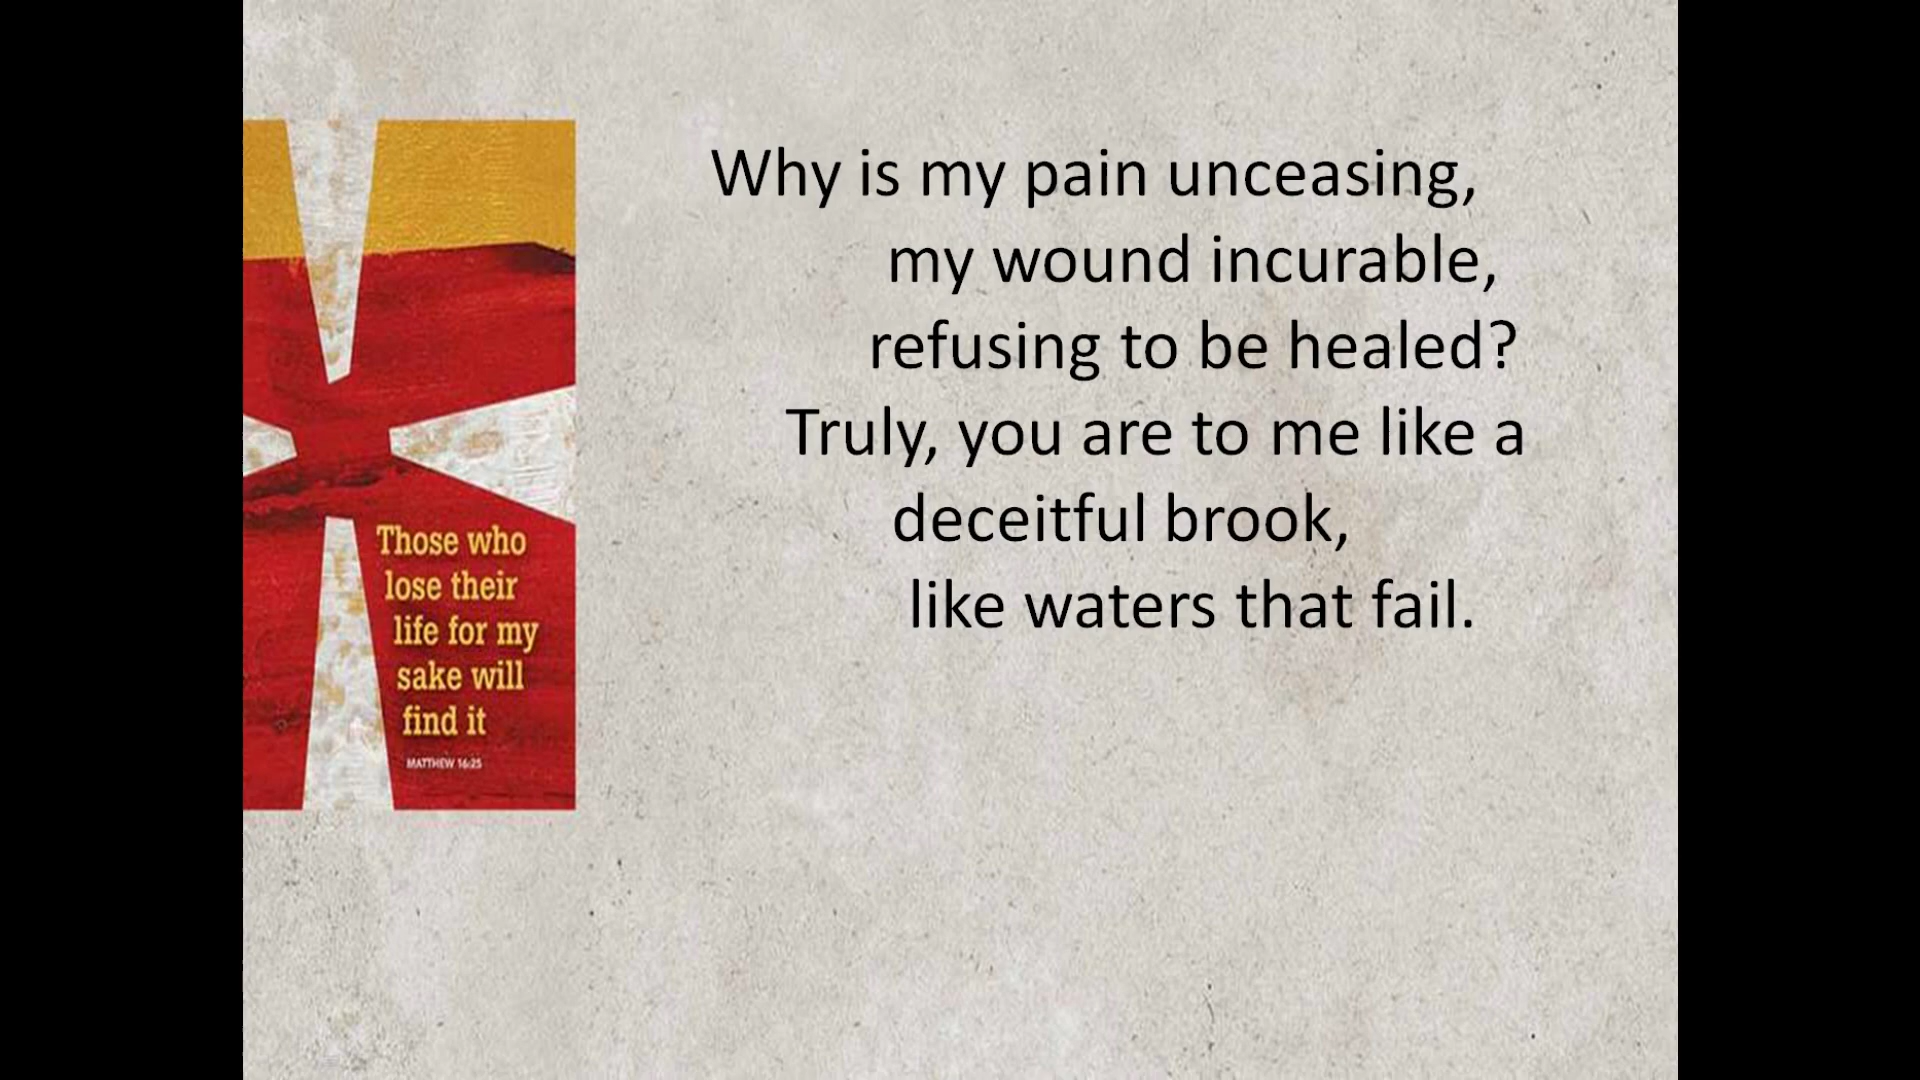 Why is my pain unceasing,
my wound incurable,
refusing to be healed?
Truly, you are to me like a
deceitful brook,
like waters that fail.
Those who
lose their
life for my
sake will
find it
MATTHEW 16:25